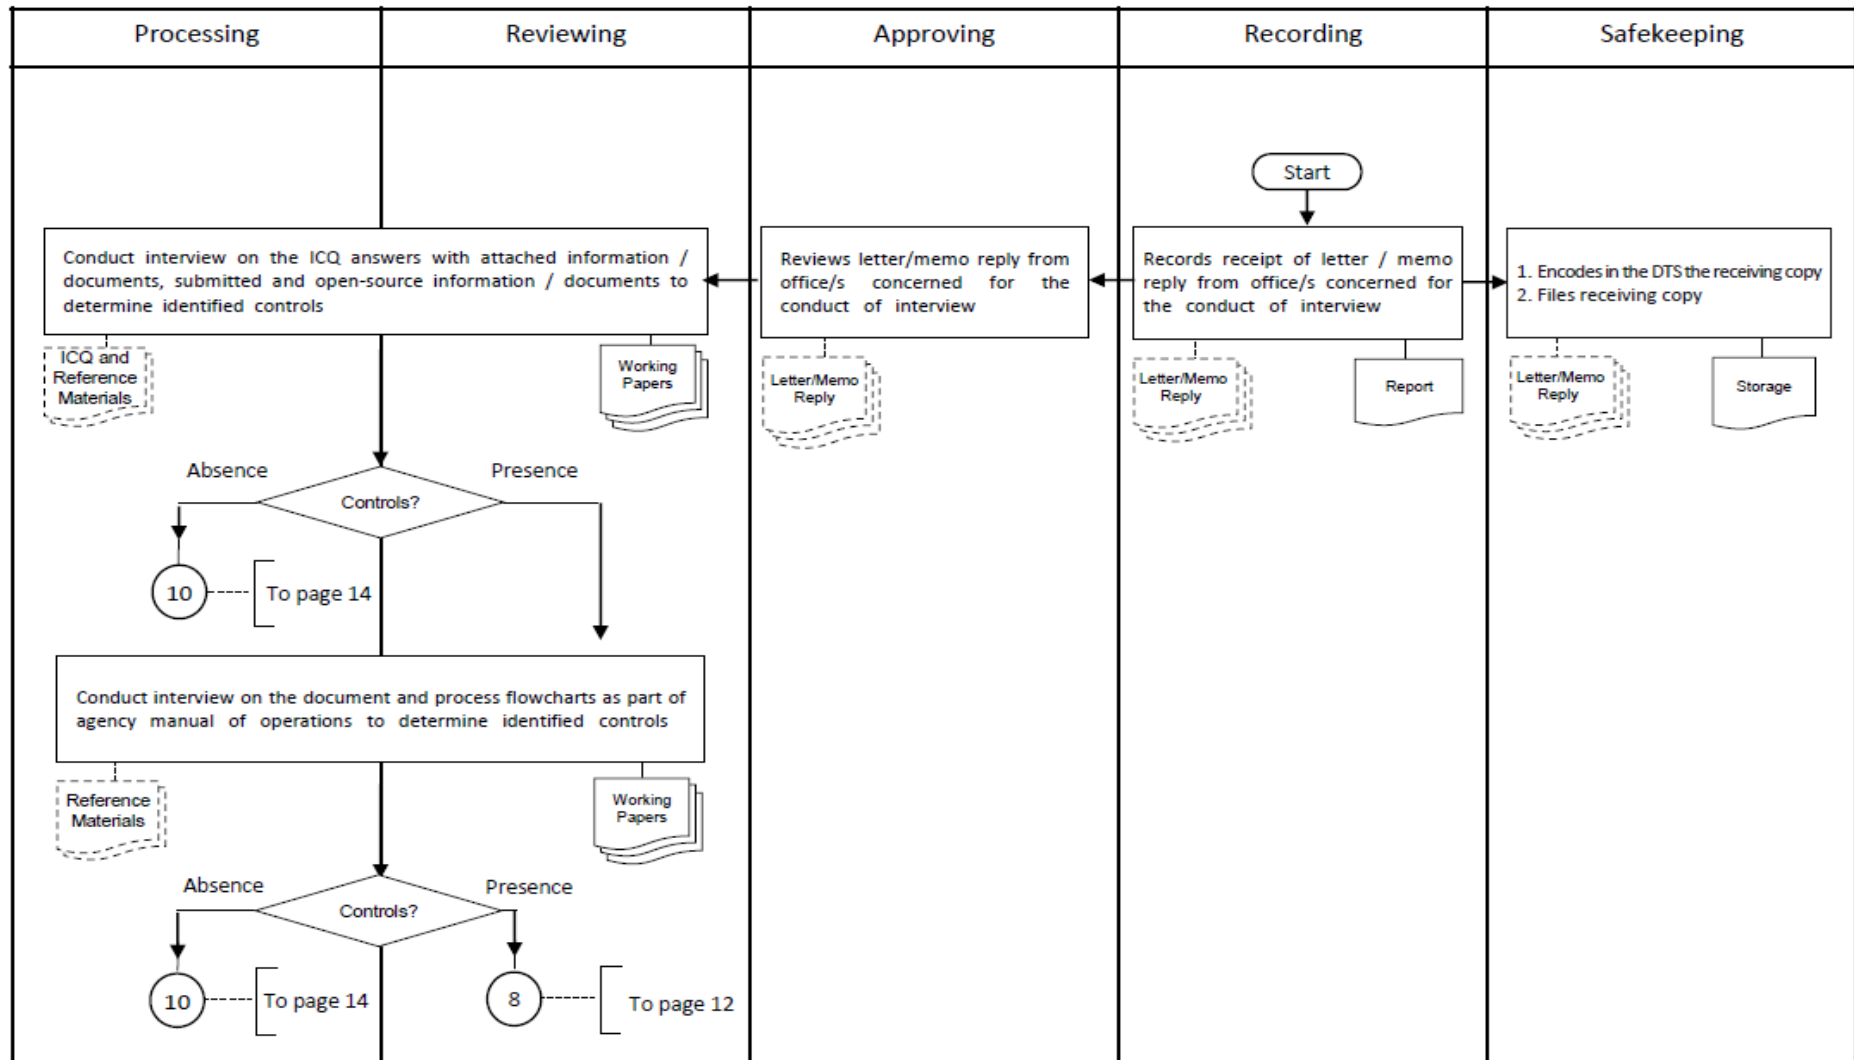 Processing
Reviewing
Approving
Recording
Safekeeping
Start
Conduct interview on the ICQ answers with attached information /
documents, submitted and open-source information / documents to
determine identified controls
Reviews letter/memo reply from
office/s concerned for the
conduct of interview
Records receipt of letter / memo
reply from office/s concerned for
the conduct of interview
1. Encodes in the DTS the receiving copy
2. Files receiving copy
ICQ and
Reference
Materials
Working
Papers
Letter/Memo
Reply
Letter/Memo
Reply
Report
Letter/Memo
Reply
Storage
Absence
Presence
Controls?
10
To page 14
Conduct interview on the document and process flowcharts as part of
agency manual of operations to determine identified controls
Reference
Materials
Working
Papers
Absence
Presence
Controls?
10
To page 14
8
To page 12